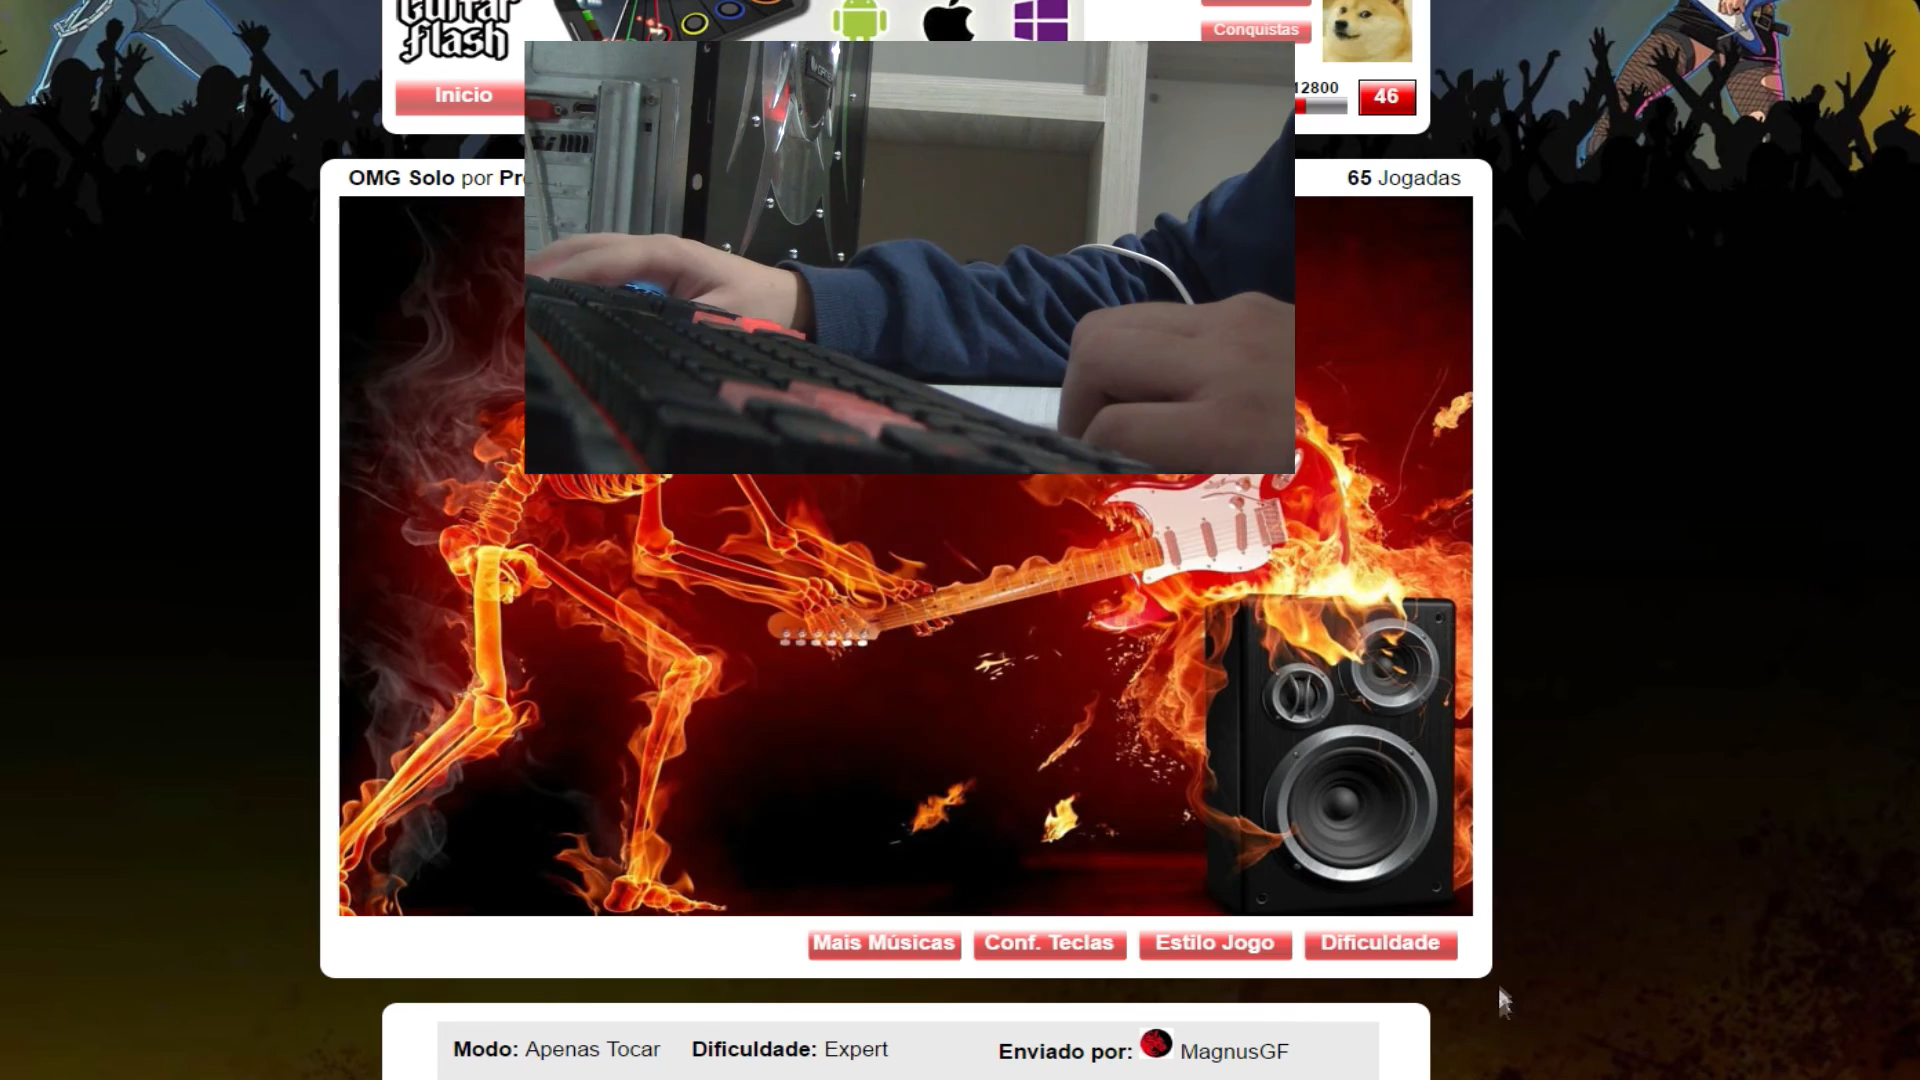 Guitar
flash
Conquistas
Inicio
12800
46
OMG Solo por Pr
65 Jogadas
Mais Músicas
Conf. Teclas
Estilo Jogo
Dificuldade
Modo: Apenas Tocar
Dificuldade: Expert
Enviado por: MagnusGF